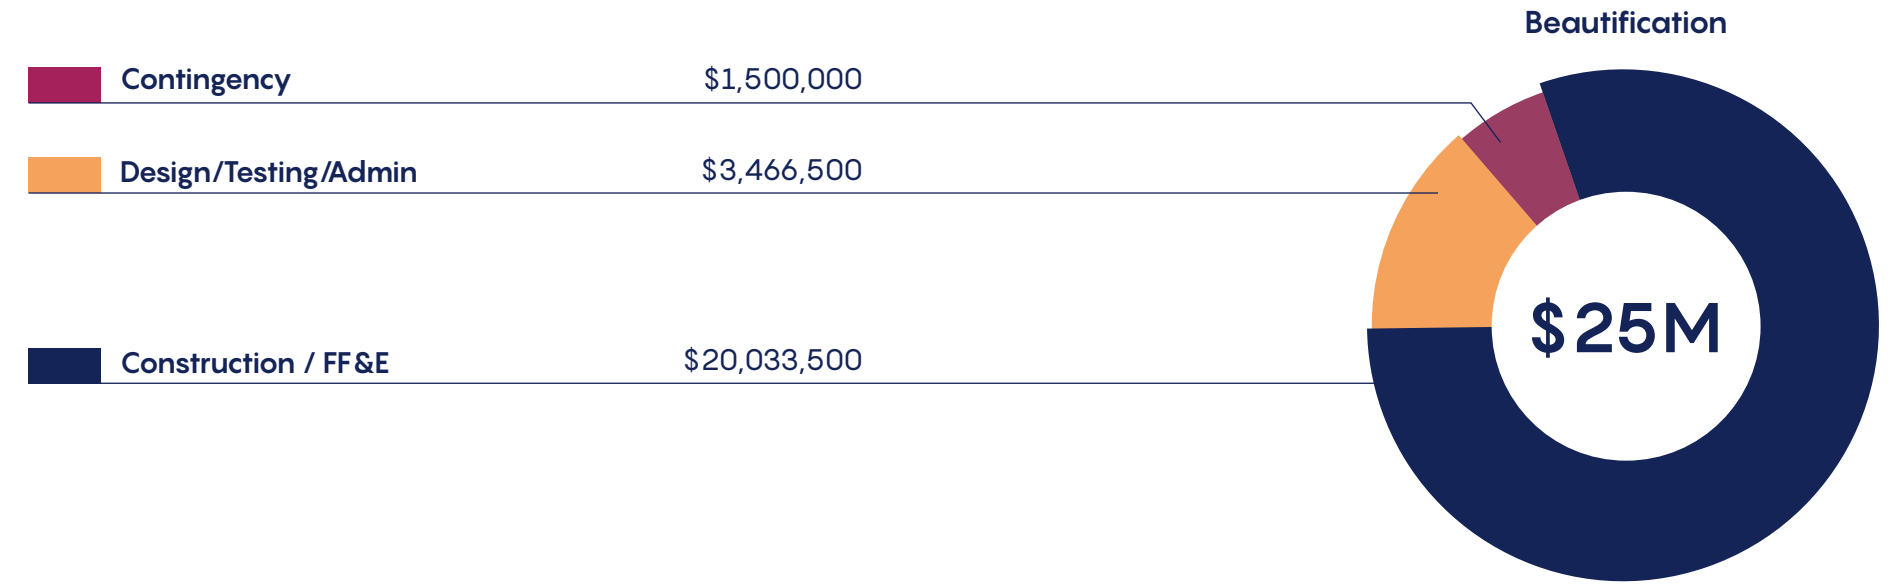 Beautification
Contingency $1,500,000
Design/Testing/Admin $3,466,500
Construction / FF&E $20,033,500
$25M